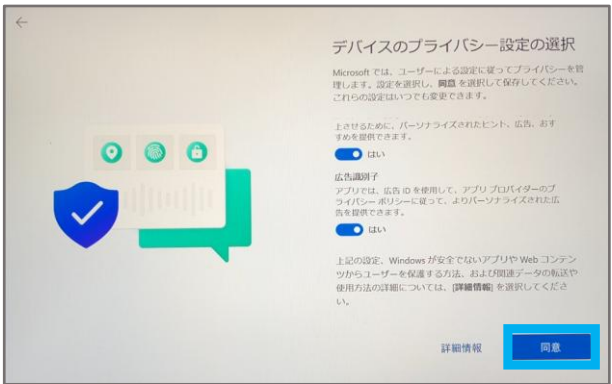 デバイスのプライバシー設定の選択
Microsoft では、ユーザーによる設定に従ってプライバシーを管
理します。設定を選択し、同意 を選択して保存してください。
これらの設定はいつでも変更できます。
上させるために、パーソナライズされたヒント、広告、おす
すめを提供できます。
はい
広告識別子
アプリでは、広告 ID を使用して、アプリ プロバイダーのプ
ライバシー ポリシーに従って、よりパーソナライズされた広
告を提供できます。
はい
上記の設定、Windows が安全でないアプリや Web コンテン
ツからユーザーを保護する方法、および関連データの転送や
使用方法の詳細については、[詳細情報] を選択してくださ
い。
詳細情報
同意